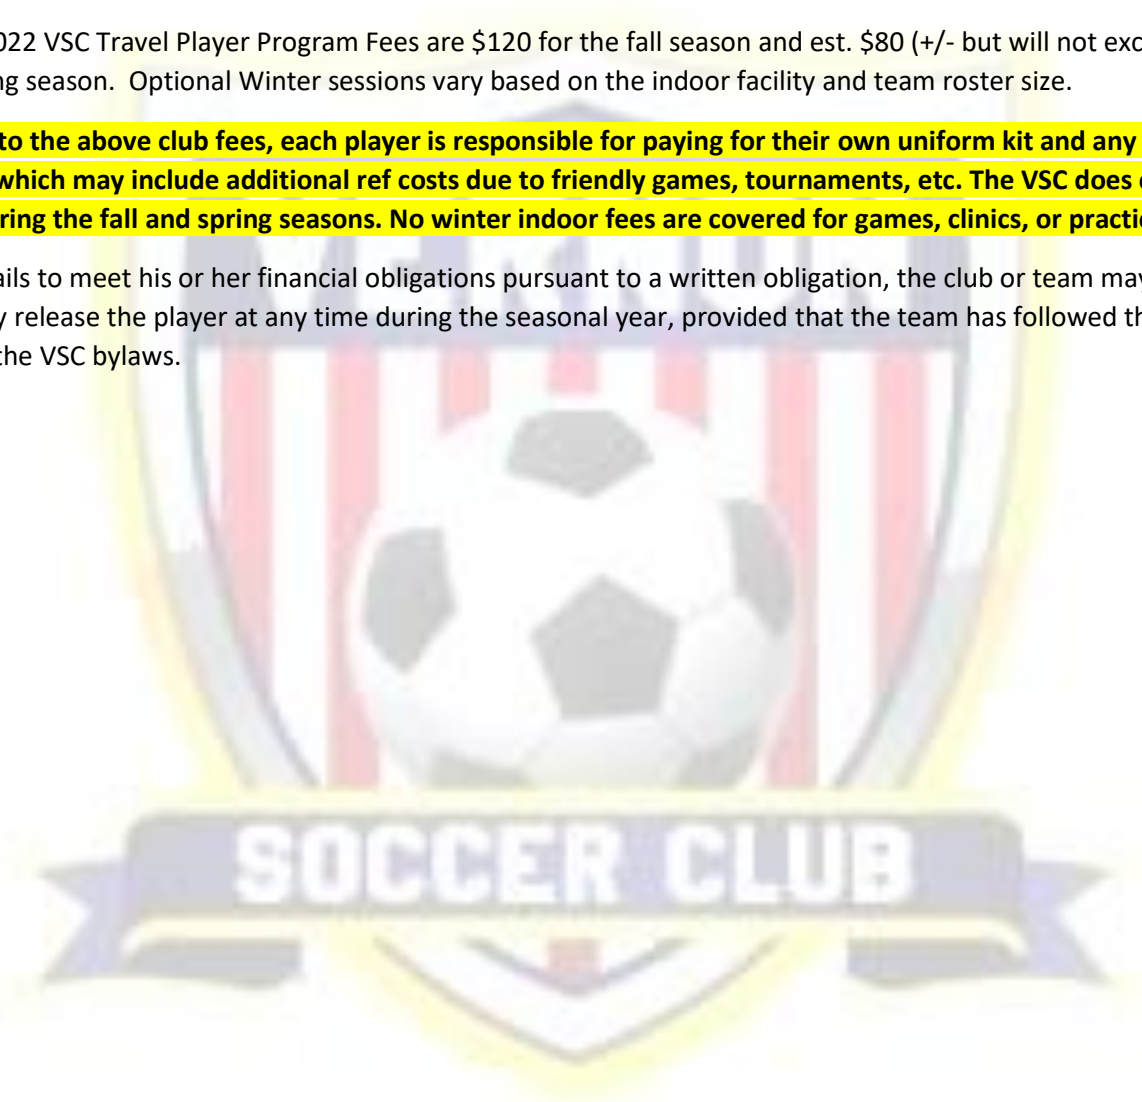 022 VSC Travel Player Program Fees are $120 for the fall season and est. $80 (+/- but will not exc
ng season.  Optional Winter sessions vary based on the indoor facility and team roster size.
to the above club fees, each player is responsible for paying for their own uniform kit and any
which may include additional ref costs due to friendly games, tournaments, etc. The VSC does
ring the fall and spring seasons. No winter indoor fees are covered for games, clinics, or practi
ails to meet his or her financial obligations pursuant to a written obligation, the club or team may
y release the player at any time during the seasonal year, provided that the team has followed th
the VSC bylaws.
VERNON
SOCCER CLUB